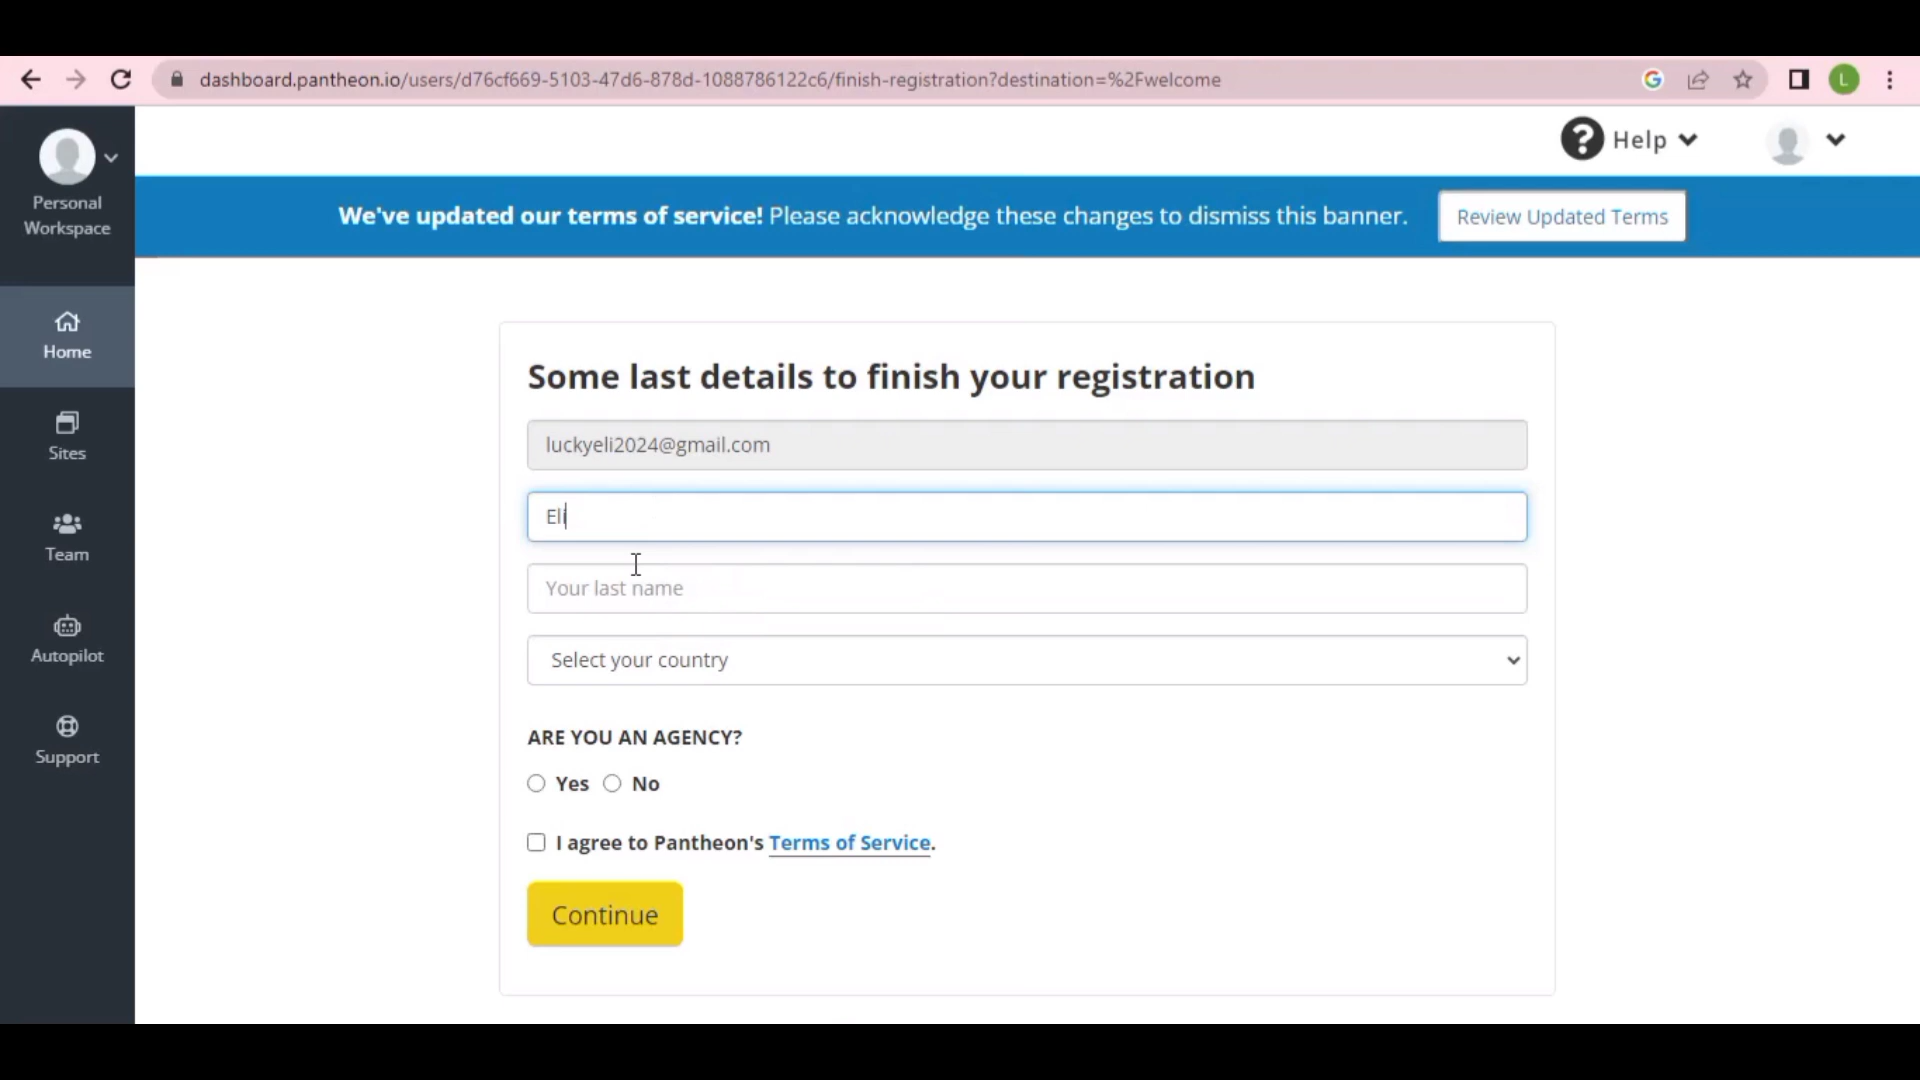 dashboard.pantheon.io/users/d76cf669-5103-47d6-878d-1088786122c6/finish-registration?destination=%2Fwelcome
L
Personal
Workspace
Help
We've updated our terms of service! Please acknowledge these changes to dismiss this banner.
Review Updated Terms
Home
Sites
Team
Autopilot
Support
Some last details to finish your registration
luckyeli2024@gmail.com
Eli
Your last name
Select your country
ARE YOU AN AGENCY?
Yes No
I agree to Pantheon's Terms of Service.
Continue